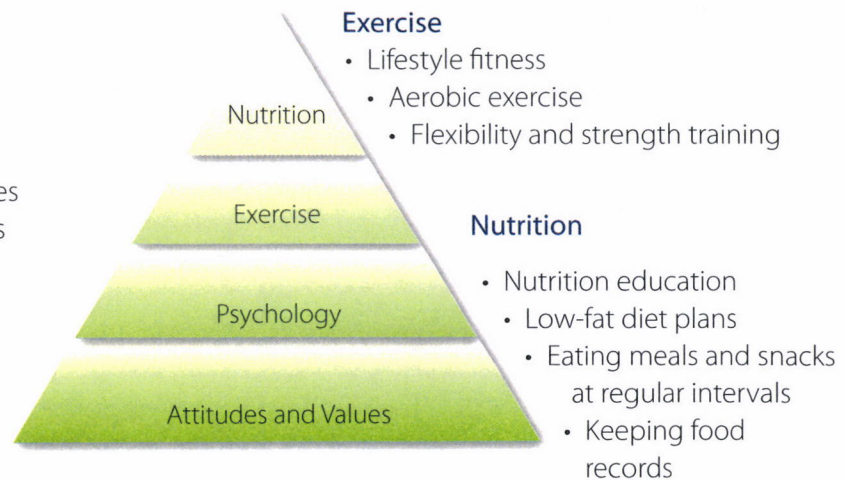 Exercise
• Lifestyle fitness
• Aerobic exercise
• Flexibility and strength training
Nutrition
Exercise
Psychology
Attitudes and Values
Nutrition
• Nutrition education
• Low-fat diet plans
• Eating meals and snacks
at regular intervals
• Keeping food
records